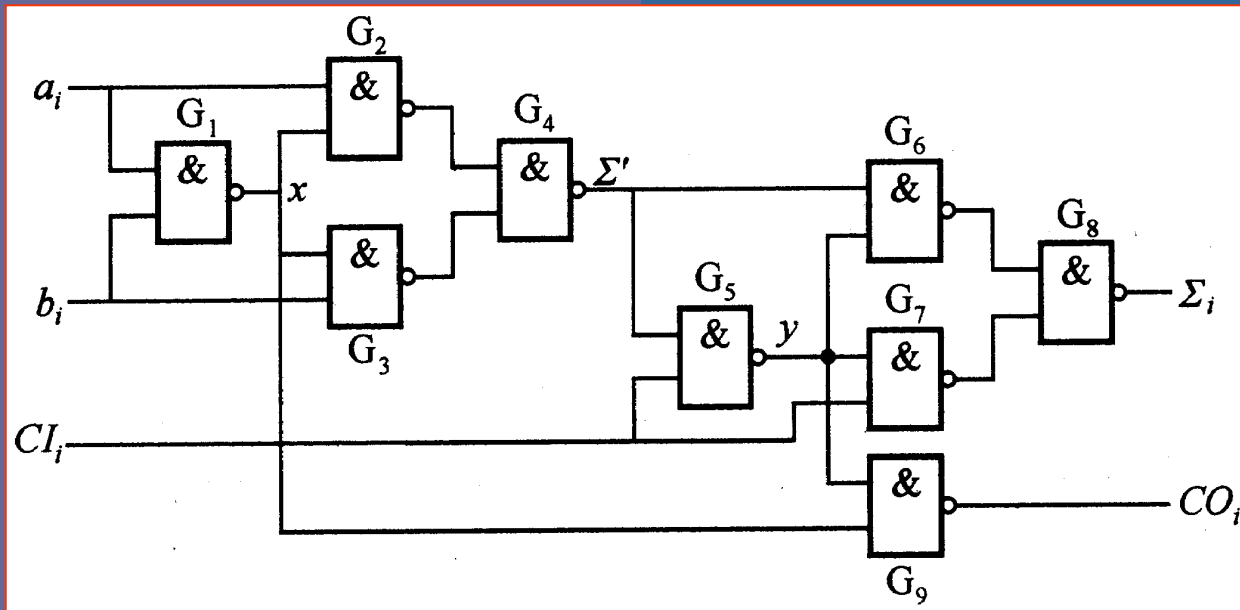 G₂
aᵢ
&
G₁
G₄
G₆
&
x
&
Σ'
&
G₈
&
G₅
&
Σᵢ
bᵢ
G₇
&
y
G₃
&
CIᵢ
&
COᵢ
G₉